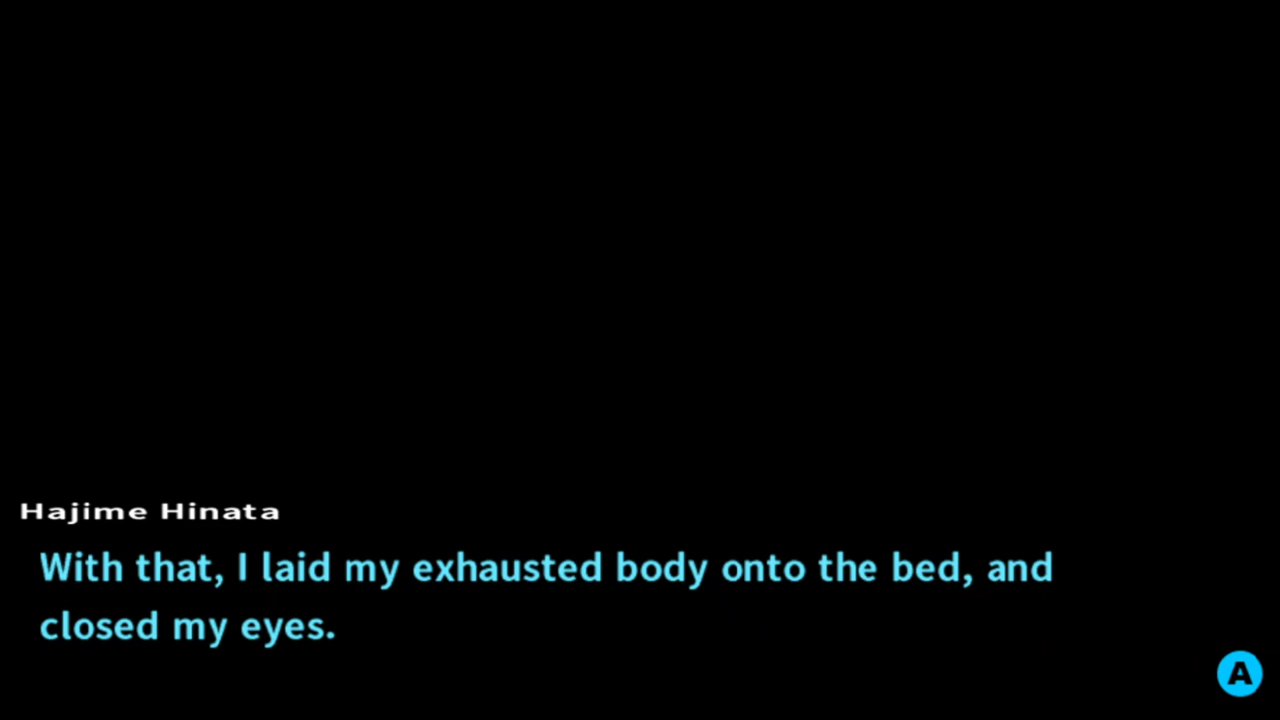 Hajime Hinata
With that, I laid my exhausted body onto the bed, and
closed my eyes.
A